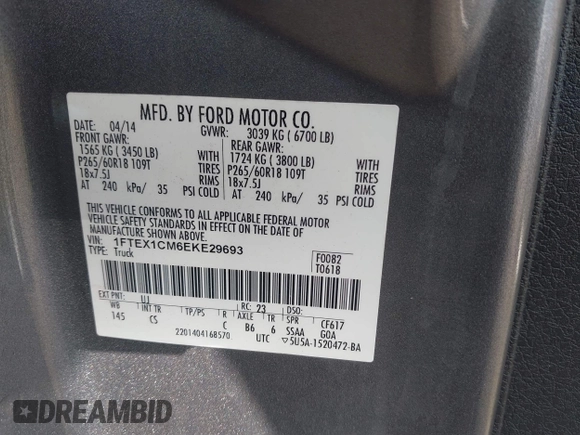 MFD. BY FORD MOTOR CO.
DATE: 04/14 GVWR: 3039 KG ( 6700 LB)
FRONT GAWR: REAR GAWR:
1565 KG ( 3450 LB) WITH 1724 KG ( 3800 LB) WITH
P265/60R18 109T TIRES P265/60R18 109T TIRES
18x7.5J RIMS 18x7.5J RIMS
AT 240 kPa/ 35 PSI COLD AT 240 kPa/ 35 PSI COLD
THIS VEHICLE CONFORMS TO ALL APPLICABLE FEDERAL MOTOR
VEHICLE SAFETY STANDARDS IN EFFECT ON THE DATE OF
MANUFACTURE SHOWN ABOVE.
VIN: 1FTEX1CM6EKE29693 F0082
TYPE: Truck T0618
EXT PNT: UJ RC: 23 DSO:
WB INT TR TP/PS R AXLE TR SPR CF617
145 CS C B6 6 SSAA GOA
2201404168570 UTC ▽5U5A-1520472-BA
DREAMBID